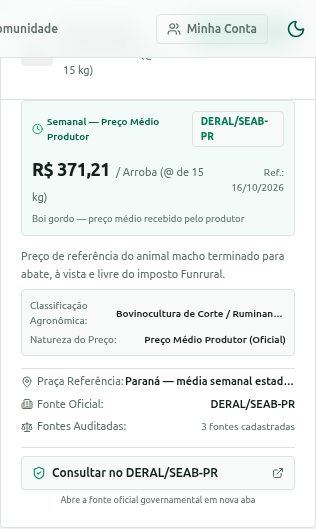 omunidade
Minha Conta
15 kg)
Semanal — Preço Médio
Produtor
DERAL/SEAB-
PR
R$ 371,21 / Arroba (@ de 15
kg)
Ref.:
16/10/2026
Boi gordo — preço médio recebido pelo produtor
Preço de referência do animal macho terminado para
abate, à vista e livre do imposto Funrural.
Classificação
Agronômica:
Bovinocultura de Corte / Ruminan...
Natureza do Preço: Preço Médio Produtor (Oficial)
Praça Referência: Paraná — média semanal estad...
Fonte Oficial: DERAL/SEAB-PR
Fontes Auditadas: 3 fontes cadastradas
Consultar no DERAL/SEAB-PR
Abre a fonte oficial governamental em nova aba